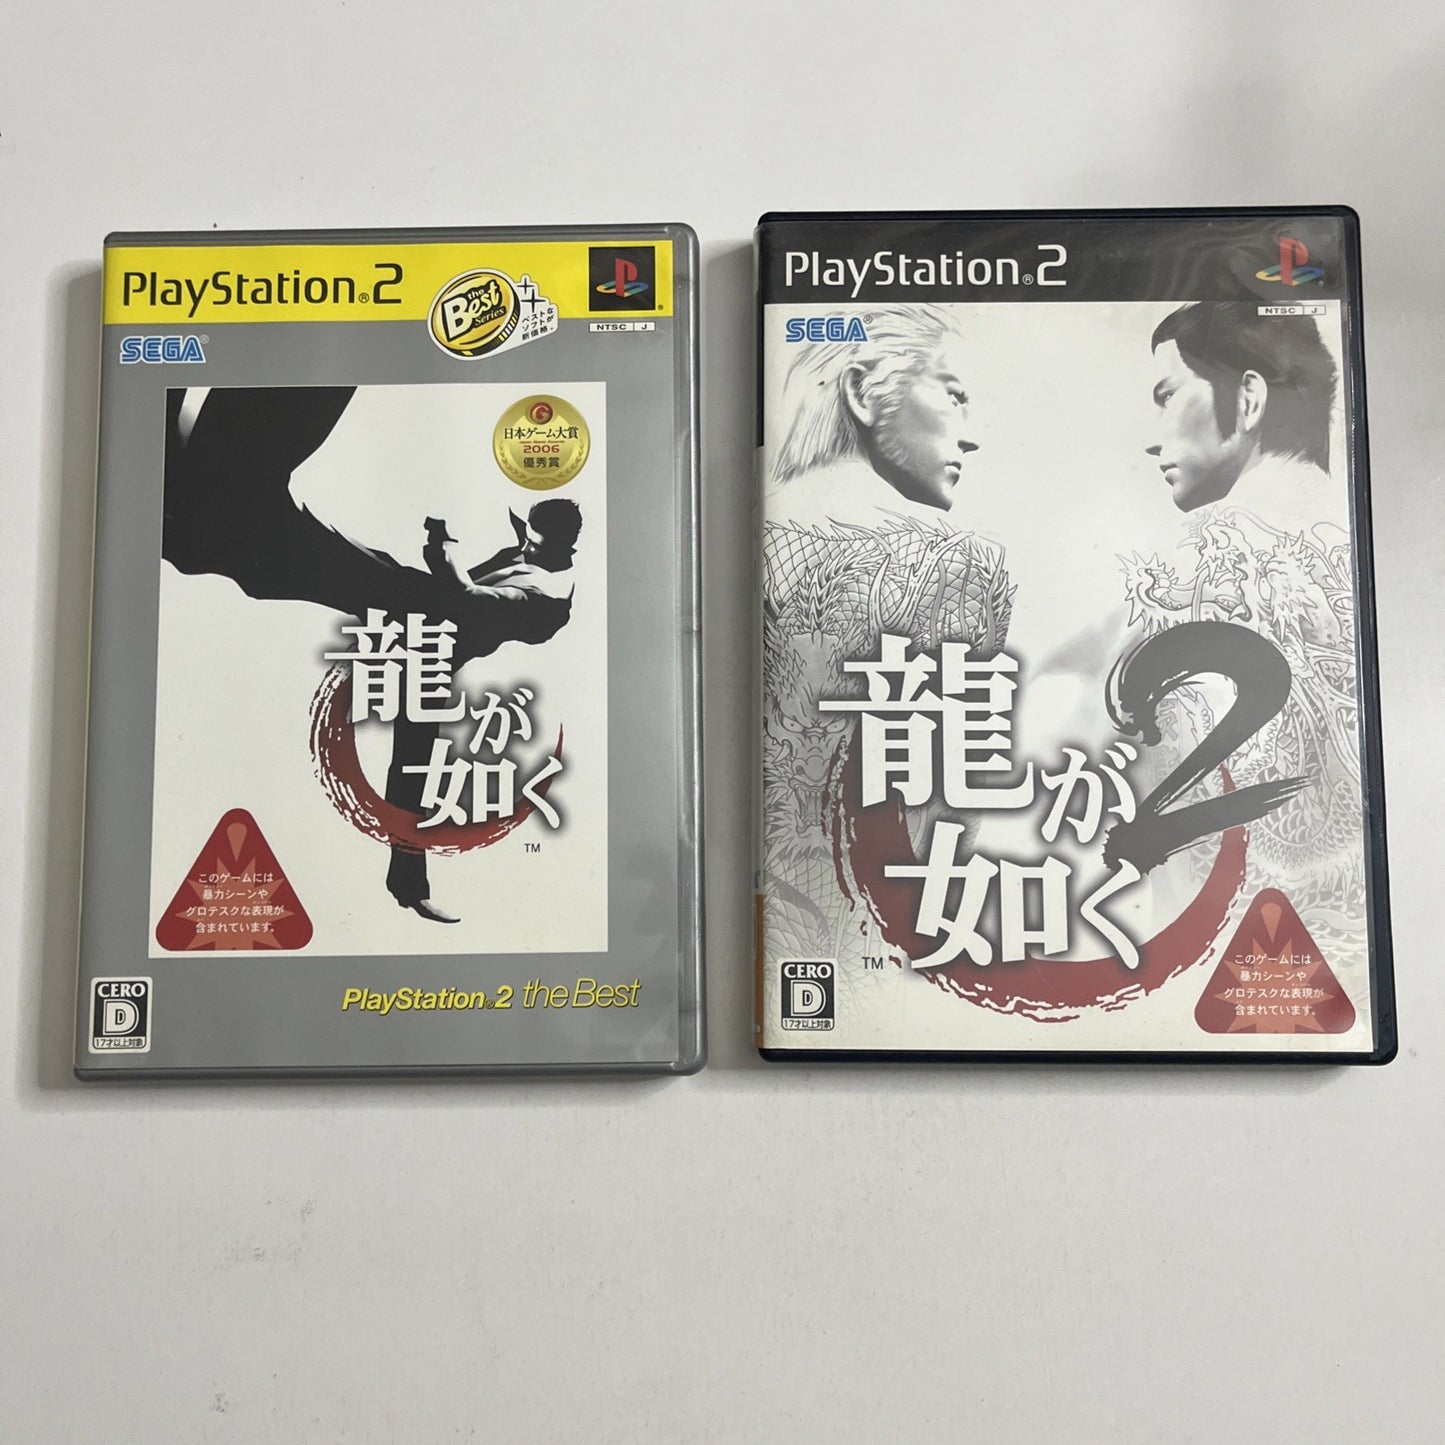 PlayStation®2
the Best Series
ベストな
ソフトが
新価格
NTSC J
SEGA®
日本ゲーム大賞
Japan Game Awards
2006
優秀賞
龍が
如く
TM
このゲームには
暴力シーンや
グロテスクな表現が
含まれています。
CERO
D
17才以上対象
PlayStation®2 the Best
PlayStation®2
NTSC J
SEGA®
龍が
如く2
TM
CERO
D
17才以上対象
このゲームには
暴力シーンや
グロテスクな表現が
含まれています。